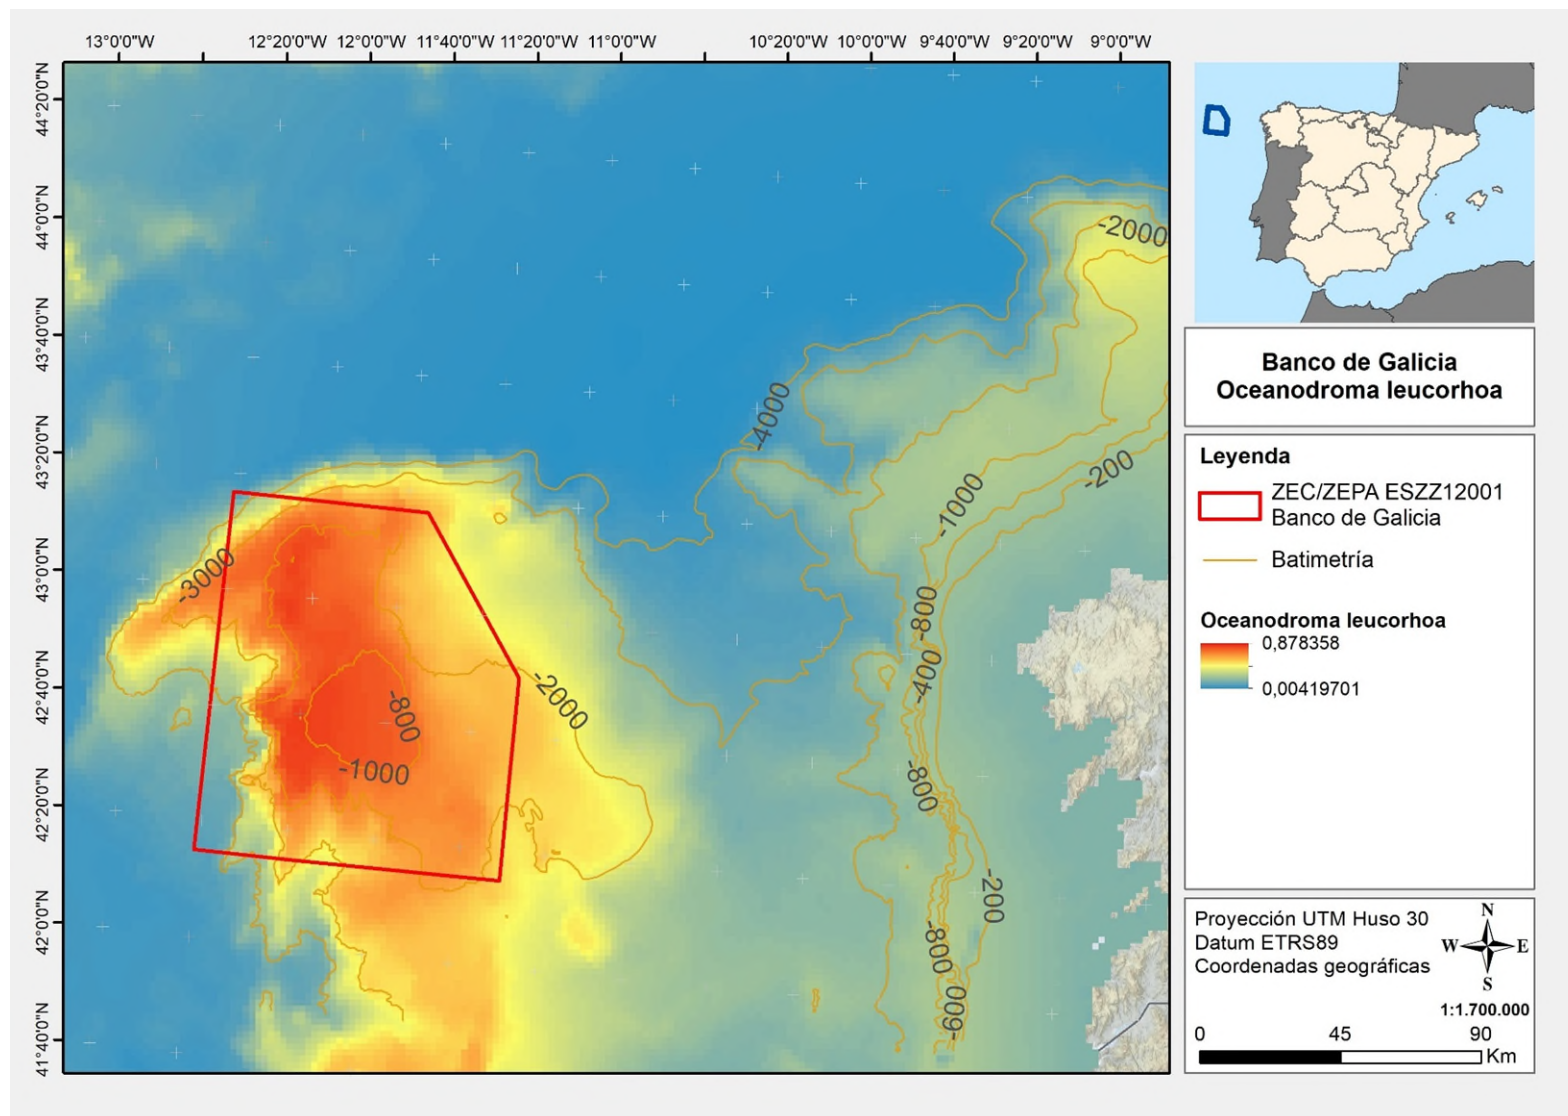 13°0'0"W
12°20'0"W
12°0'0"W
11°40'0"W
11°20'0"W
11°0'0"W
10°20'0"W
10°0'0"W
9°40'0"W
9°20'0"W
9°0'0"W
44°20'0"N
44°0'0"N
43°40'0"N
43°20'0"N
43°0'0"N
42°40'0"N
42°20'0"N
42°0'0"N
41°40'0"N
-2000
-4000
-200
-1000
-3000
-800
-400
-2000
-800
-1000
-800
-200
-800
-600
Banco de Galicia
Oceanodroma leucorhoa
Leyenda
ZEC/ZEPA ESZZ12001
Banco de Galicia
Batimetría
Oceanodroma leucorhoa
0,878358
0,00419701
Proyección UTM Huso 30
Datum ETRS89
Coordenadas geográficas
N
W
E
S
1:1.700.000
0
45
90
Km